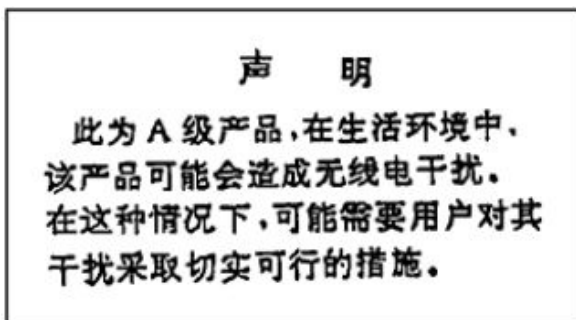 声 明
此为 A 级产品,在生活环境中,
该产品可能会造成无线电干扰。
在这种情况下,可能需要用户对其
干扰采取切实可行的措施。